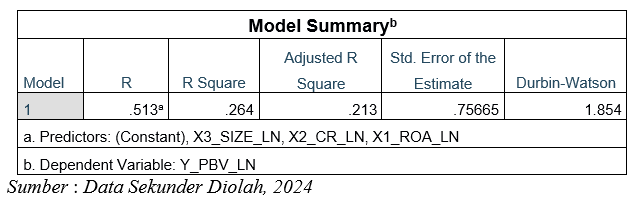 Model Summaryb
Model R R Square Adjusted R Square Std. Error of the Estimate Durbin-Watson
1 .513a .264 .213 .75665 1.854
a. Predictors: (Constant), X3_SIZE_LN, X2_CR_LN, X1_ROA_LN
b. Dependent Variable: Y_PBV_LN
Sumber : Data Sekunder Diolah, 2024